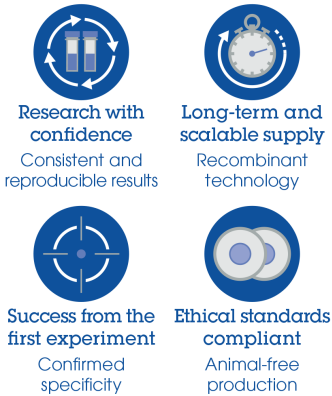 Research with
confidence
Consistent and
reproducible results
Long-term and
scalable supply
Recombinant
technology
Success from the
first experiment
Confirmed
specificity
Ethical standards
compliant
Animal-free
production